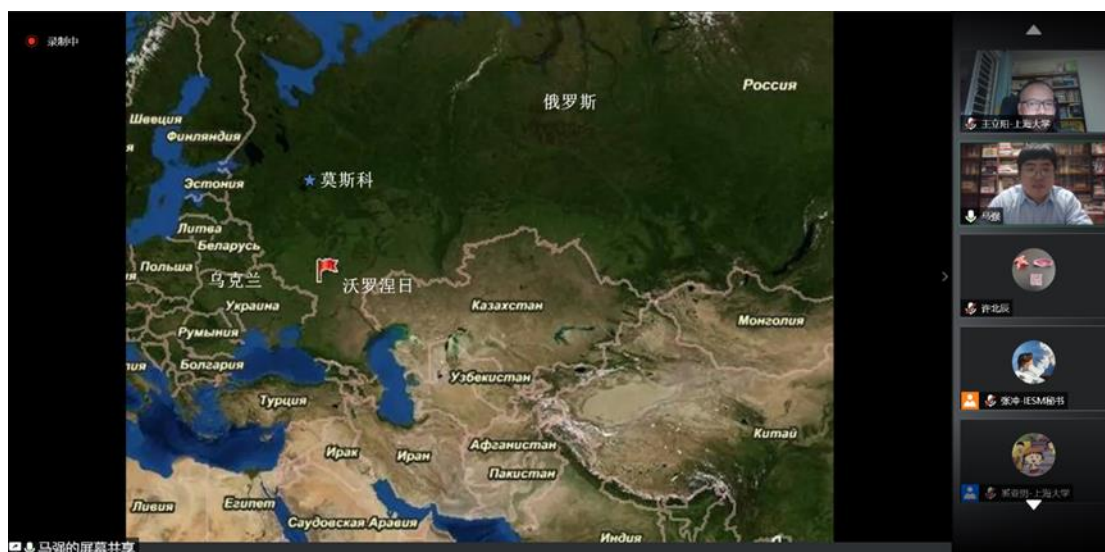 录制中
Россия
俄罗斯
Швеция
Финляндия
я
Эстония
莫斯科
Литва
Беларусь
Польша
я
乌克兰
沃罗涅日
Украина
Казахстан
Румыния
Монголия
ия
Болгария
Узбекистан
Турция
Китай
Афганистан
Ирак
Иран
Пакистан
Ливия
Египет
Саудовская Аравия
Индия
马强的屏幕共享
王立阳-上海大学
马强
许北辰
张冲-IESM秘书
-上海大学